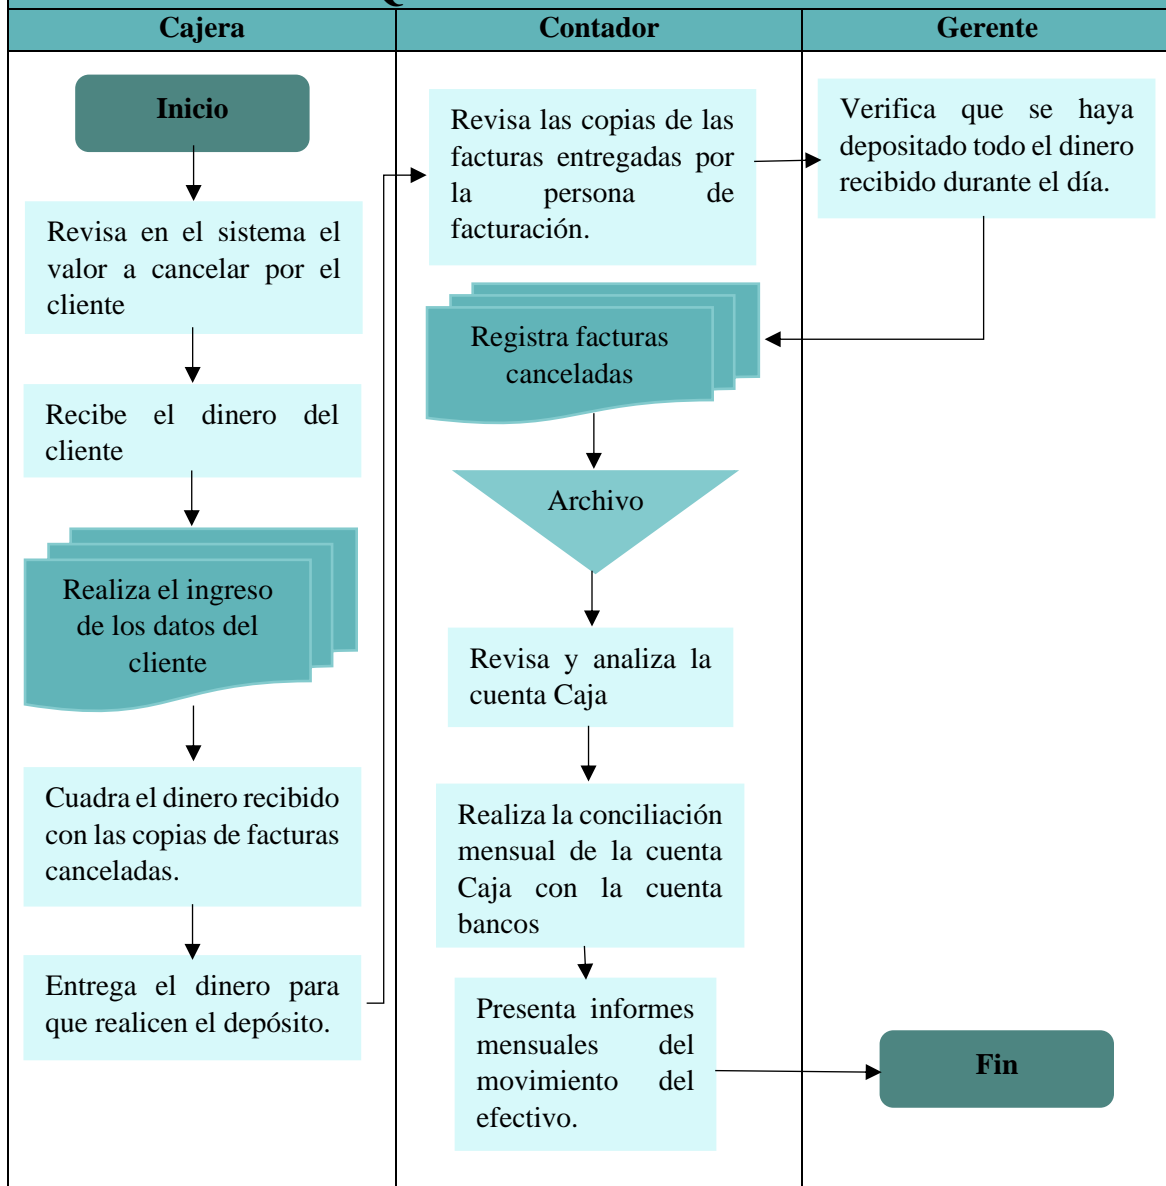 Cajera
Contador
Gerente
Inicio
Revisa en el sistema el
valor a cancelar por el
cliente
Recibe el dinero del
cliente
Realiza el ingreso
de los datos del
cliente
Cuadra el dinero recibido
con las copias de facturas
canceladas.
Entrega el dinero para
que realicen el depósito.
Revisa las copias de las
facturas entregadas por
la persona de
facturación.
Registra facturas
canceladas
Archivo
Revisa y analiza la
cuenta Caja
Realiza la conciliación
mensual de la cuenta
Caja con la cuenta
bancos
Presenta informes
mensuales del
movimiento del
efectivo.
Verifica que se haya
depositado todo el dinero
recibido durante el día.
Fin